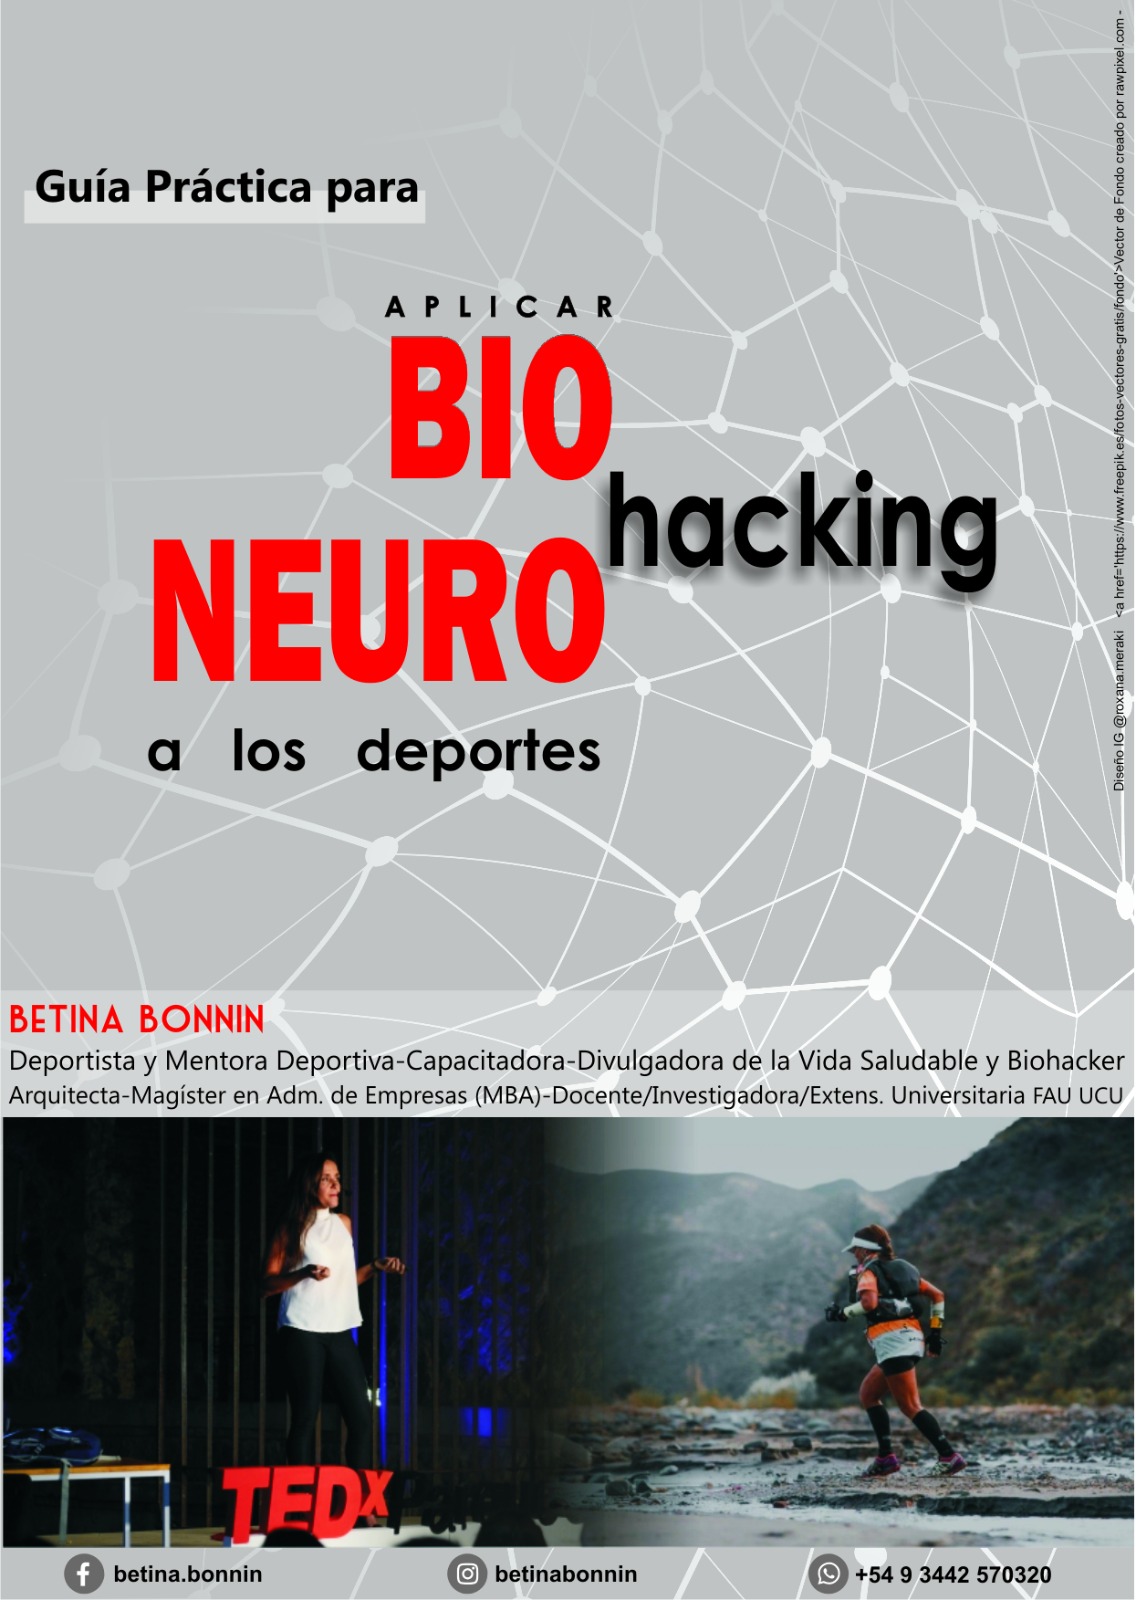 Guía Práctica para
APLICAR
BIO
hacking
NEURO
a los deportes
BETINA BONNIN
Deportista y Mentora Deportiva-Capacitadora-Divulgadora de la Vida Saludable y Biohacker
Arquitecta-Magíster en Adm. de Empresas (MBA)-Docente/Investigadora/Extens. Universitaria FAU UCU
TEDx
betina.bonnin
betinabonnin
+54 9 3442 570320
Diseño IG @roxana.meraki <a href='https://www.freepik.es/fotos-vectores-gratis/fondo'>Vector de Fondo creado por rawpixel.com -